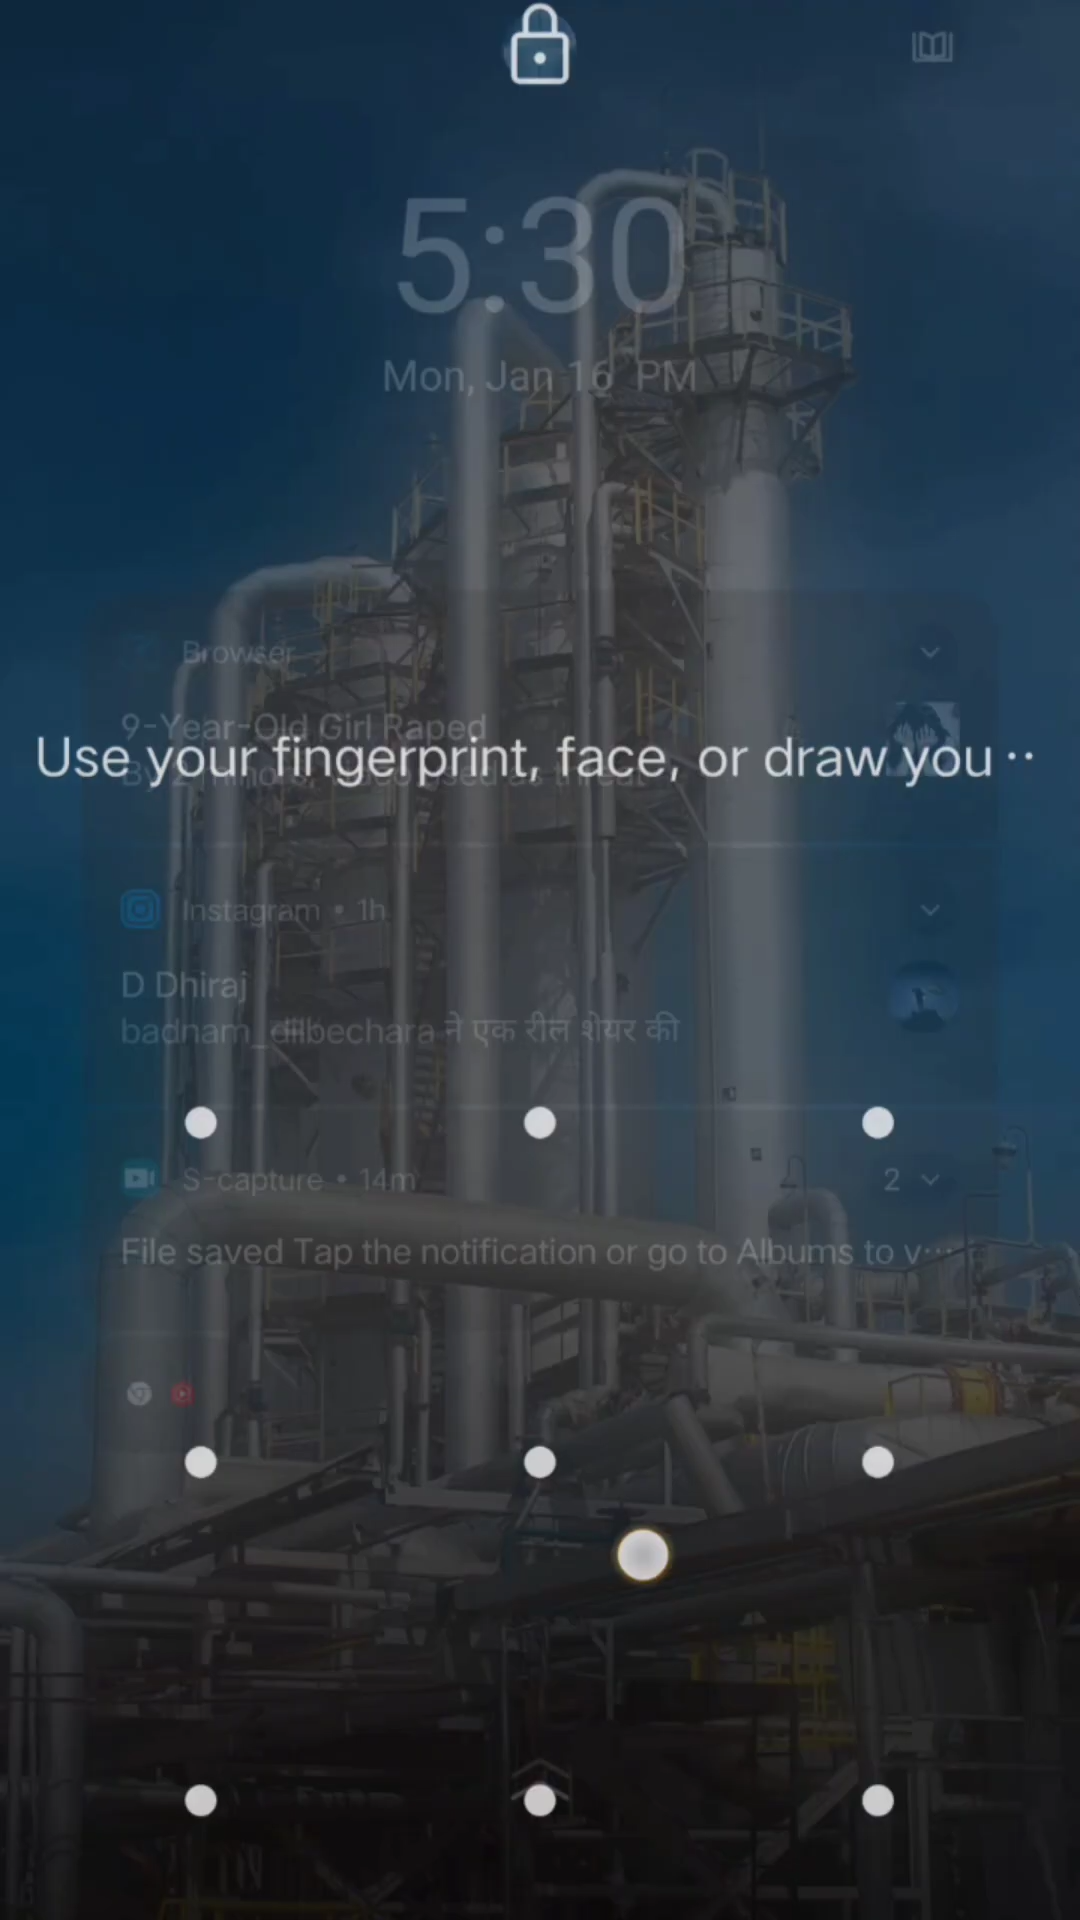 5:30
Mon, Jan 16 PM
Browser
9-Year-Old Girl Raped
Use your fingerprint, face, or draw you··
Instagram • 1h
D Dhiraj
badnam_dilbechara ने एक रील शेयर की
S-capture • 14m
2
File saved Tap the notification or go to Albums to v···